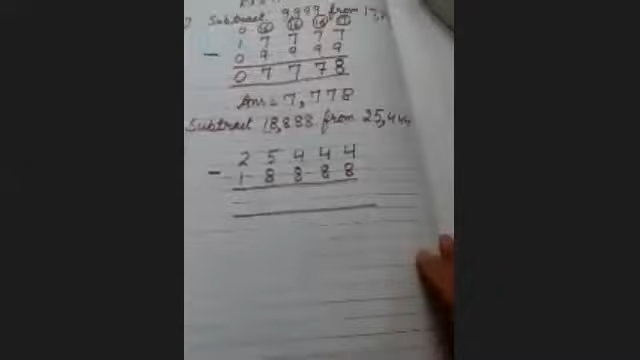 Subtract 9999 from 17,
0 16 16 16 17
1 7 7 7 7
- 0 9 9 9 9
0 7 7 7 8
Ans = 7,778
Subtract 18,888 from 25,444
2 5 4 4 4
- 1 8 8 8 8